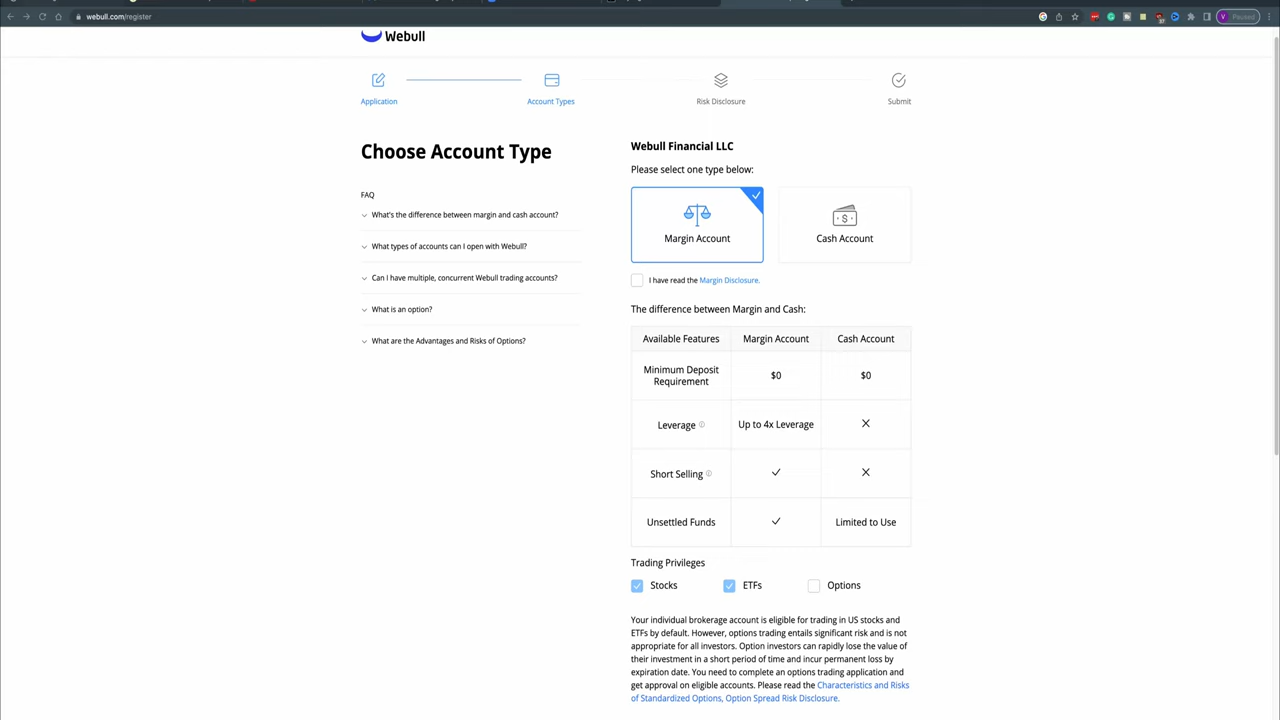 webull.com/register
V
Paused
Webull
Application
Account Types
Risk Disclosure
Submit
Choose Account Type
FAQ
What's the difference between margin and cash account?
What types of accounts can I open with Webull?
Can I have multiple, concurrent Webull trading accounts?
What is an option?
What are the Advantages and Risks of Options?
Webull Financial LLC
Please select one type below:
Margin Account
Cash Account
I have read the Margin Disclosure.
The difference between Margin and Cash:
Available Features Margin Account Cash Account
Minimum Deposit
Requirement
$0 $0
Leverage Up to 4x Leverage
Short Selling
Unsettled Funds Limited to Use
Trading Privileges
Stocks ETFs Options
Your individual brokerage account is eligible for trading in US stocks and
ETFs by default. However, options trading entails significant risk and is not
appropriate for all investors. Option investors can rapidly lose the value of
their investment in a short period of time and incur permanent loss by
expiration date. You need to complete an options trading application and
get approval on eligible accounts. Please read the Characteristics and Risks
of Standardized Options, Option Spread Risk Disclosure.